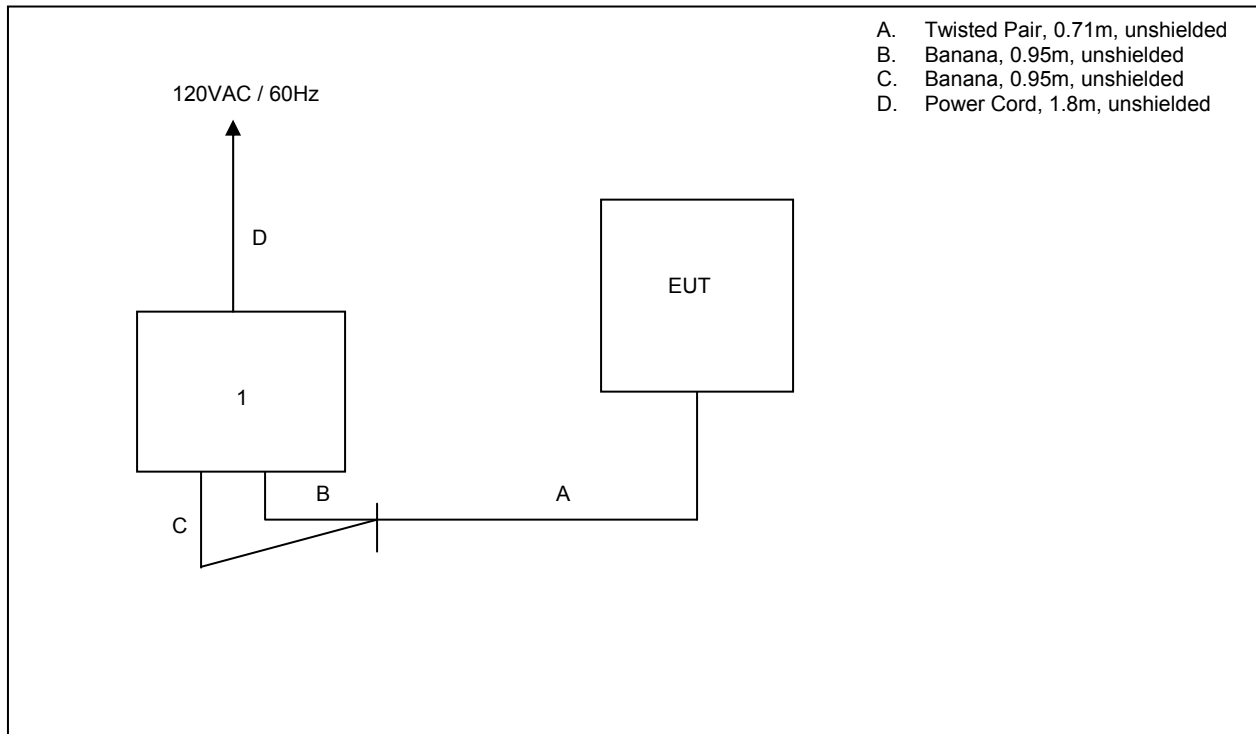 A. Twisted Pair, 0.71m, unshielded
B. Banana, 0.95m, unshielded
C. Banana, 0.95m, unshielded
D. Power Cord, 1.8m, unshielded
120VAC / 60Hz
D
EUT
1
B
A
C